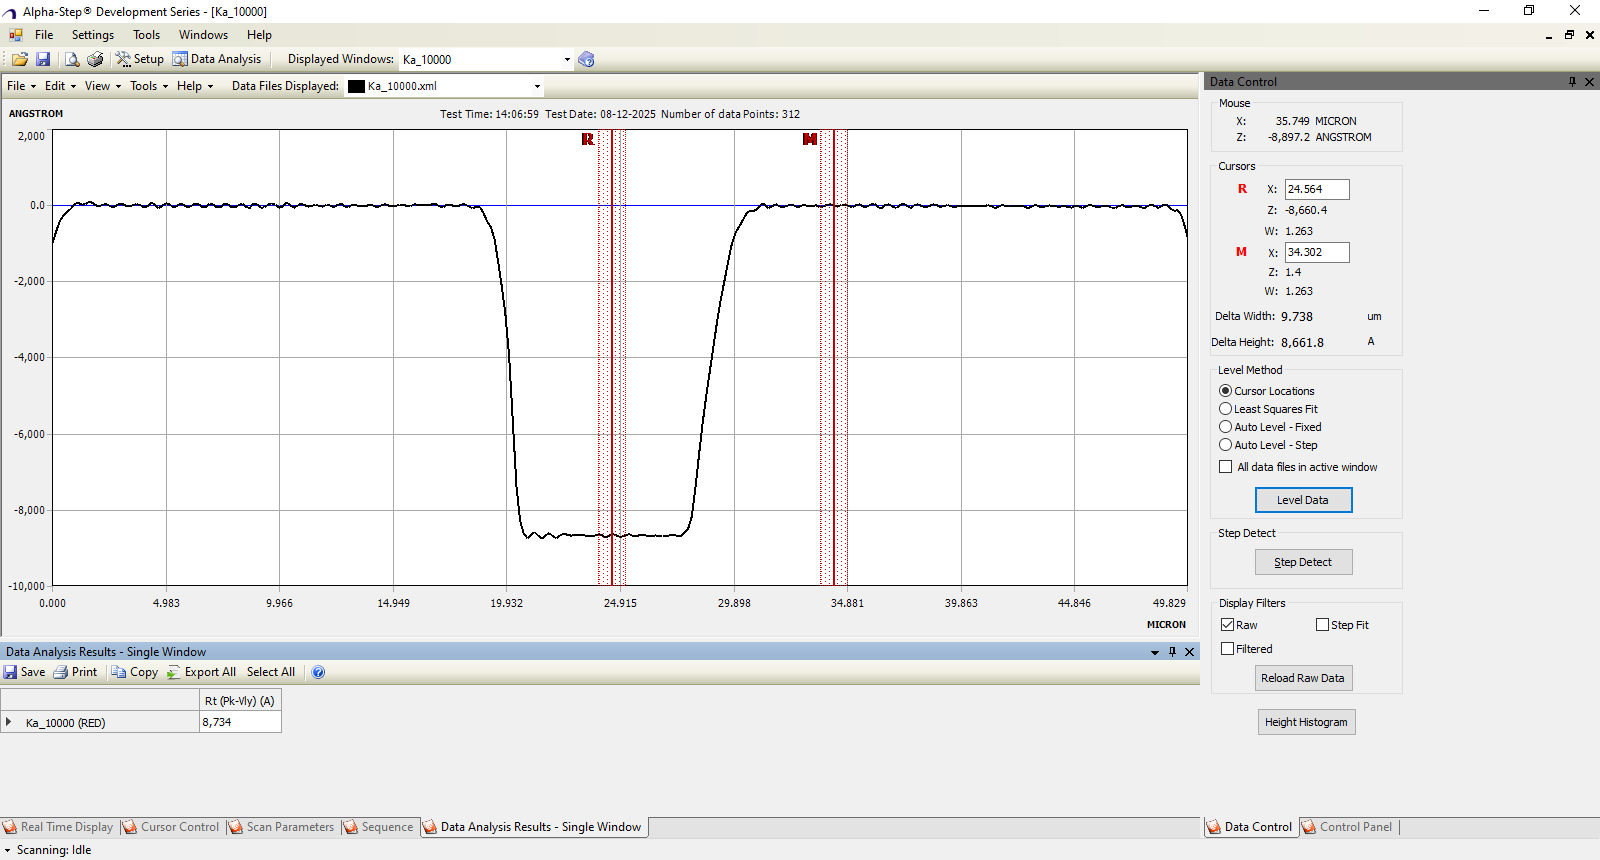 Alpha-Step® Development Series - [Ka_10000]
File Settings Tools Windows Help
Setup Data Analysis Displayed Windows: Ka_10000
File Edit View Tools Help Data Files Displayed: Ka_10000.xml
ANGSTROM
Test Time: 14:06:59 Test Date: 08-12-2025 Number of data Points: 312
R M
2,000
0.0
-2,000
-4,000
-6,000
-8,000
-10,000
0.000 4.983 9.966 14.949 19.932 24.915 29.898 34.881 39.863 44.846 49.829
MICRON
Data Control
Mouse
X: 35.749 MICRON
Z: -8,897.2 ANGSTROM
Cursors
R X: 24.564
Z: -8,660.4
W: 1.263
M X: 34.302
Z: 1.4
W: 1.263
Delta Width: 9.738 um
Delta Height: 8,661.8 A
Level Method
Cursor Locations
Least Squares Fit
Auto Level - Fixed
Auto Level - Step
All data files in active window
Level Data
Step Detect
Step Detect
Display Filters
Raw Step Fit
Filtered
Reload Raw Data
Height Histogram
Data Analysis Results - Single Window
Save Print Copy Export All Select All
Rt (Pk-Vly) (A)
Ka_10000 (RED) 8,734
Real Time Display Cursor Control Scan Parameters Sequence Data Analysis Results - Single Window
Data Control Control Panel
Scanning: Idle